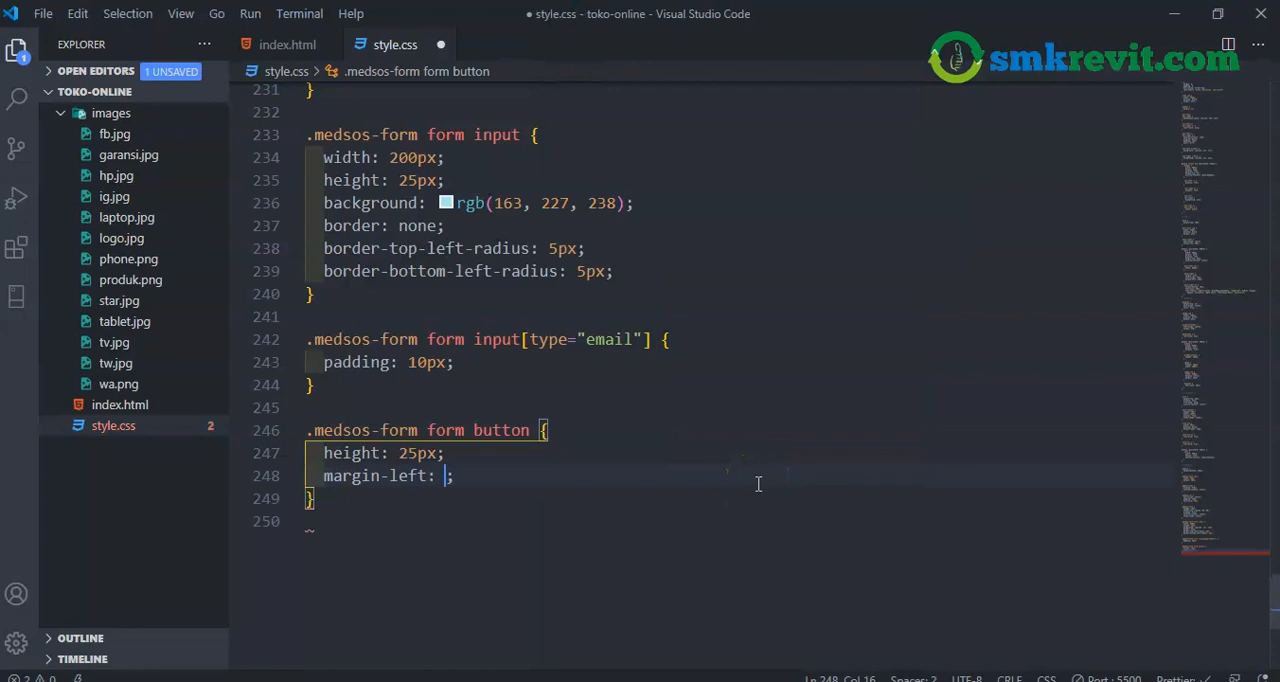 File Edit Selection View Go Run Terminal Help
● style.css - toko-online - Visual Studio Code
EXPLORER
index.html
style.css
smkrevit.com
OPEN EDITORS 1 UNSAVED
style.css > .medsos-form form button
TOKO-ONLINE
images
fb.jpg
garansi.jpg
hp.jpg
ig.jpg
laptop.jpg
logo.jpg
phone.png
produk.png
star.jpg
tablet.jpg
tv.jpg
tw.jpg
wa.png
index.html
style.css 2
OUTLINE
TIMELINE
1
231 }
232
233 .medsos-form form input {
234 width: 200px;
235 height: 25px;
236 background: rgb(163, 227, 238);
237 border: none;
238 border-top-left-radius: 5px;
239 border-bottom-left-radius: 5px;
240 }
241
242 .medsos-form form input[type="email"] {
243 padding: 10px;
244 }
245
246 .medsos-form form button {
247 height: 25px;
248 margin-left: ;
249 }
250
2 0 Ln 248, Col 16 Spaces: 2 UTF-8 CRLF CSS Port : 5500 Prettier